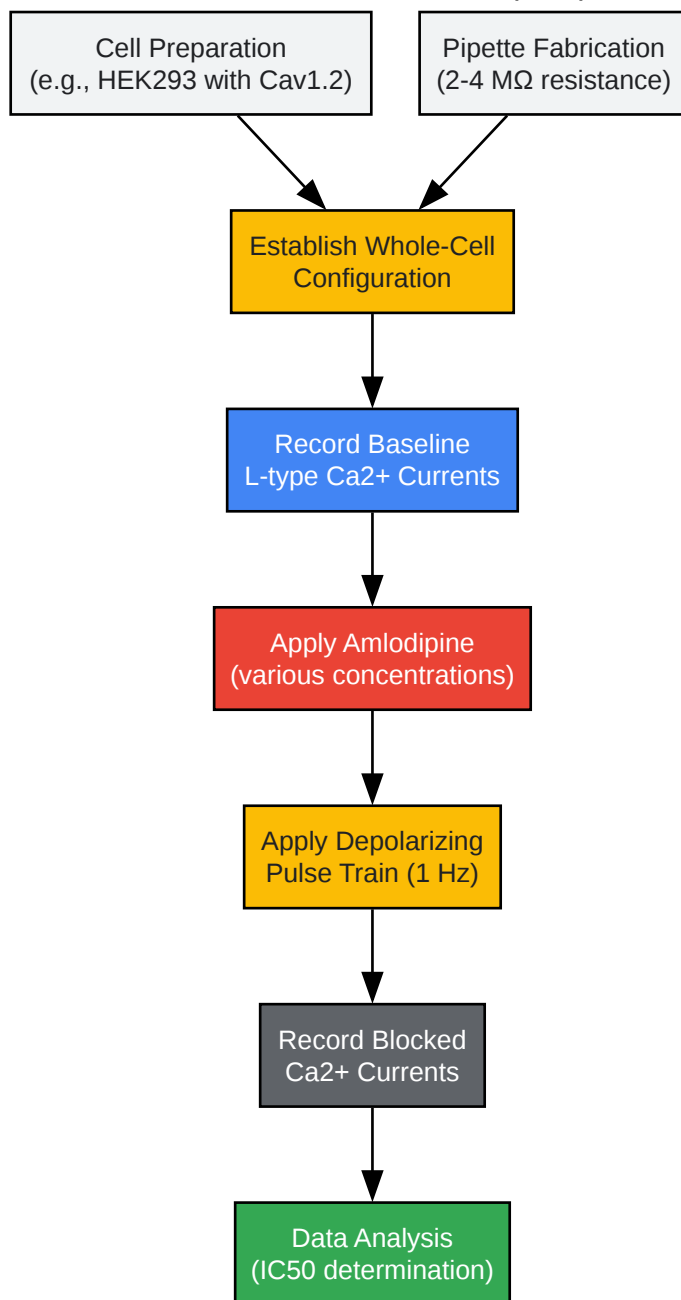 Cell Preparation
(e.g., HEK293 with Cav1.2)
Pipette Fabrication
(2-4 MΩ resistance)
Establish Whole-Cell
Configuration
Record Baseline
L-type Ca2+ Currents
Apply Amlodipine
(various concentrations)
Apply Depolarizing
Pulse Train (1 Hz)
Record Blocked
Ca2+ Currents
Data Analysis
(IC50 determination)